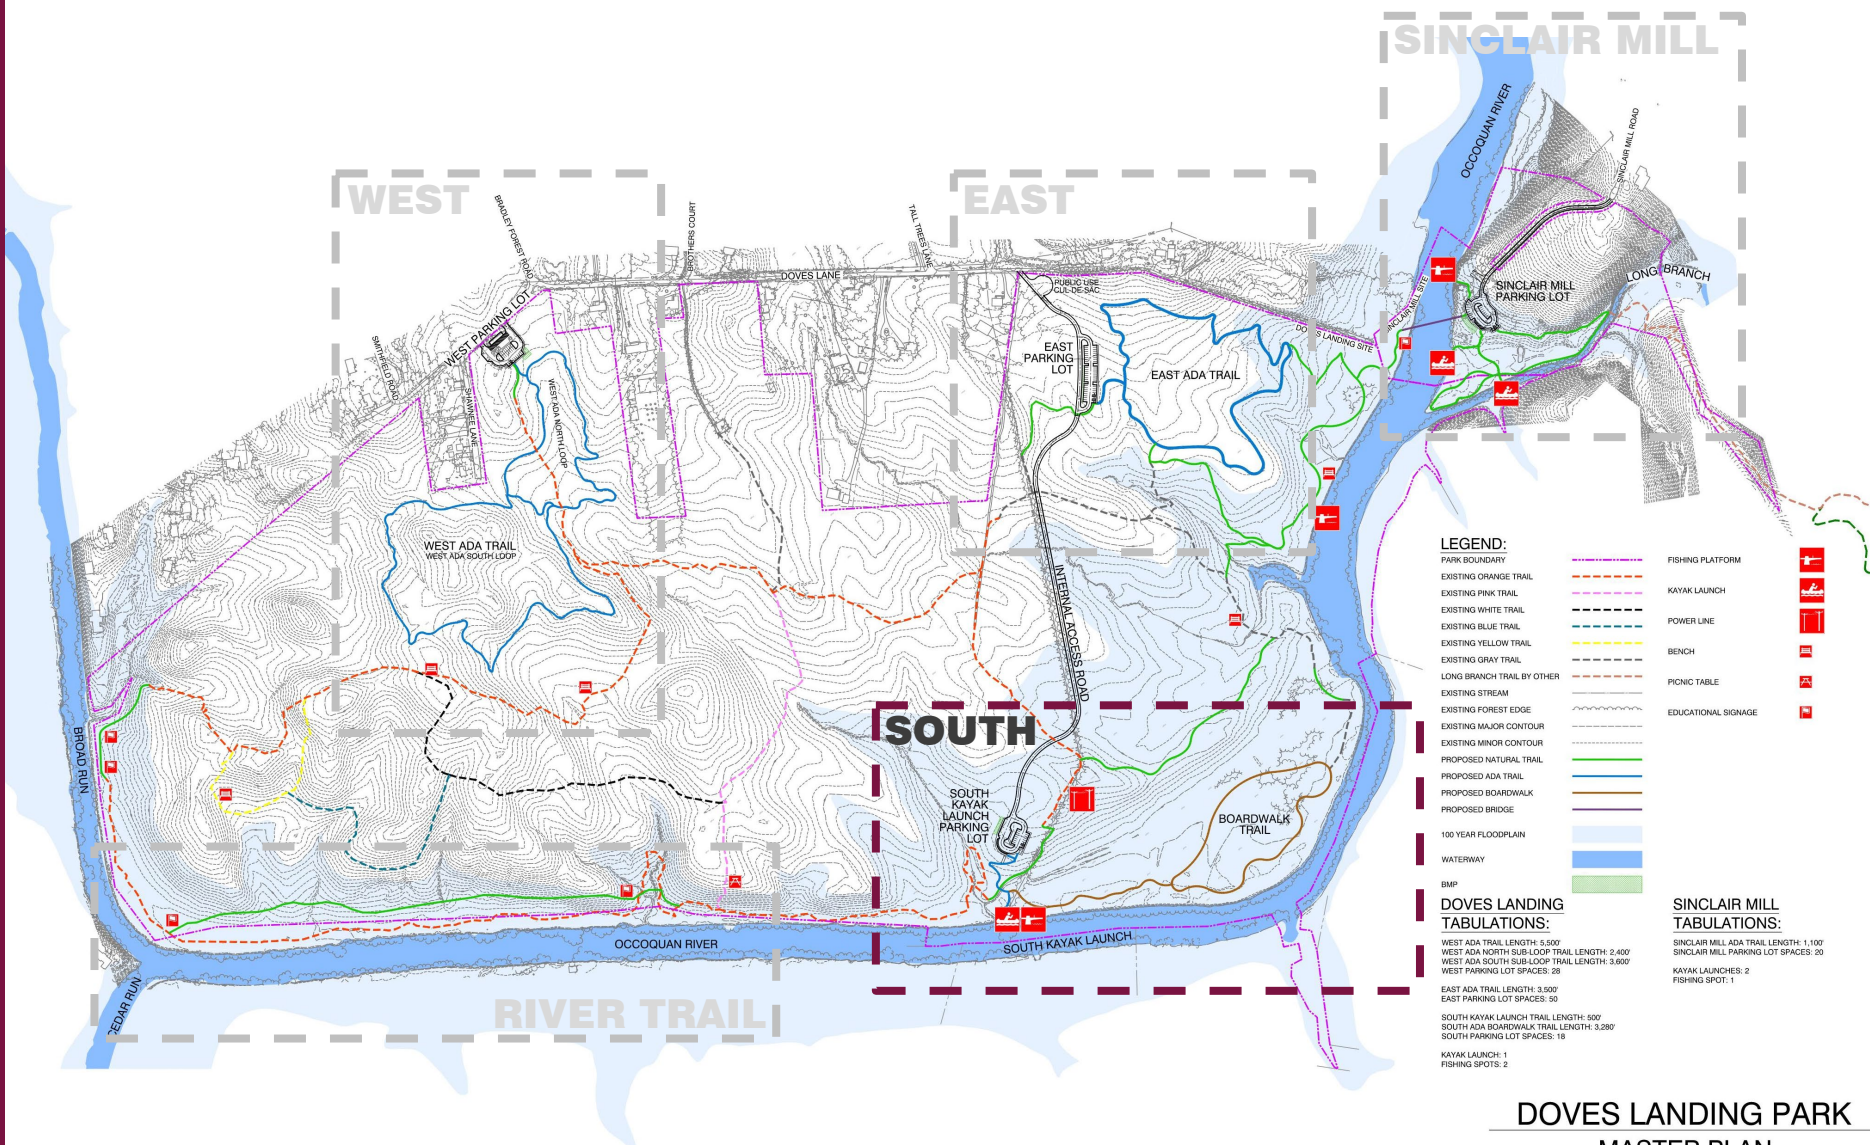 SINCLAIR MILL
OCCOQUAN RIVER
SINCLAIR MILL ROAD
WEST
EAST
BRADLEY FOREST ROAD
BROTHERS COURT
TALL TREES LANE
DOVES LANE
PUBLIC USE
CUL-DE-SAC
SINCLAIR MILL SITE
DOVES LANDING SITE
SINCLAIR MILL
PARKING LOT
LONG BRANCH
WEST PARKING LOT
SMITHFIELD ROAD
SHAWNEE LANE
WEST ADA NORTH LOOP
EAST
PARKING
LOT
EAST ADA TRAIL
WEST ADA TRAIL
WEST ADA SOUTH LOOP
INTERNAL ACCESS ROAD
SOUTH
BROAD RUN
SOUTH
KAYAK
LAUNCH
PARKING
LOT
BOARDWALK
TRAIL
OCCOQUAN RIVER
SOUTH KAYAK LAUNCH
CEDAR RUN
RIVER TRAIL
LEGEND:
PARK BOUNDARY
EXISTING ORANGE TRAIL
EXISTING PINK TRAIL
EXISTING WHITE TRAIL
EXISTING BLUE TRAIL
EXISTING YELLOW TRAIL
EXISTING GRAY TRAIL
LONG BRANCH TRAIL BY OTHER
EXISTING STREAM
EXISTING FOREST EDGE
EXISTING MAJOR CONTOUR
EXISTING MINOR CONTOUR
PROPOSED NATURAL TRAIL
PROPOSED ADA TRAIL
PROPOSED BOARDWALK
PROPOSED BRIDGE
100 YEAR FLOODPLAIN
WATERWAY
BMP
FISHING PLATFORM
KAYAK LAUNCH
POWER LINE
BENCH
PICNIC TABLE
EDUCATIONAL SIGNAGE
DOVES LANDING
TABULATIONS:
WEST ADA TRAIL LENGTH: 5,500'
WEST ADA NORTH SUB-LOOP TRAIL LENGTH: 2,400'
WEST ADA SOUTH SUB-LOOP TRAIL LENGTH: 3,600'
WEST PARKING LOT SPACES: 28
EAST ADA TRAIL LENGTH: 3,500'
EAST PARKING LOT SPACES: 50
SOUTH KAYAK LAUNCH TRAIL LENGTH: 500'
SOUTH ADA BOARDWALK TRAIL LENGTH: 3,280'
SOUTH PARKING LOT SPACES: 18
KAYAK LAUNCH: 1
FISHING SPOTS: 2
SINCLAIR MILL
TABULATIONS:
SINCLAIR MILL ADA TRAIL LENGTH: 1,100'
SINCLAIR MILL PARKING LOT SPACES: 20
KAYAK LAUNCHES: 2
FISHING SPOT: 1
DOVES LANDING PARK
MASTER PLAN